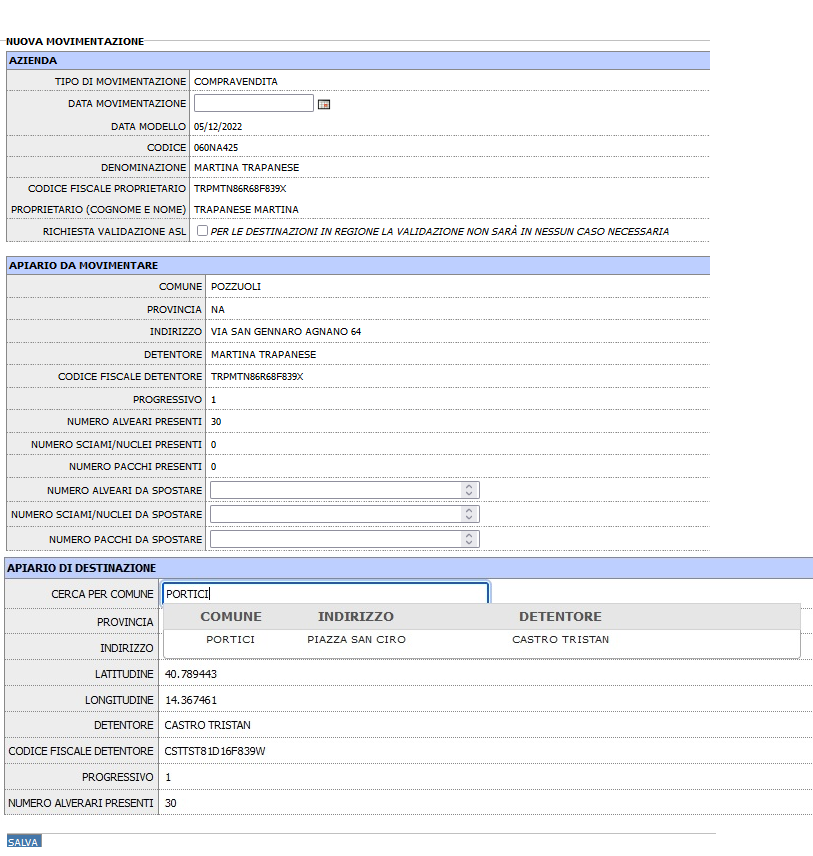 NUOVA MOVIMENTAZIONE
AZIENDA
TIPO DI MOVIMENTAZIONE COMPRAVENDITA
DATA MOVIMENTAZIONE
DATA MODELLO 05/12/2022
CODICE 060NA425
DENOMINAZIONE MARTINA TRAPANESE
CODICE FISCALE PROPRIETARIO TRPMTN86R68F839X
PROPRIETARIO (COGNOME E NOME) TRAPANESE MARTINA
RICHIESTA VALIDAZIONE ASL PER LE DESTINAZIONI IN REGIONE LA VALIDAZIONE NON SARÀ IN NESSUN CASO NECESSARIA
APIARIO DA MOVIMENTARE
COMUNE POZZUOLI
PROVINCIA NA
INDIRIZZO VIA SAN GENNARO AGNANO 64
DETENTORE MARTINA TRAPANESE
CODICE FISCALE DETENTORE TRPMTN86R68F839X
PROGRESSIVO 1
NUMERO ALVEARI PRESENTI 30
NUMERO SCIAMI/NUCLEI PRESENTI 0
NUMERO PACCHI PRESENTI 0
NUMERO ALVEARI DA SPOSTARE
NUMERO SCIAMI/NUCLEI DA SPOSTARE
NUMERO PACCHI DA SPOSTARE
APIARIO DI DESTINAZIONE
CERCA PER COMUNE PORTICI
PROVINCIA COMUNE INDIRIZZO DETENTORE
INDIRIZZO PORTICI PIAZZA SAN CIRO CASTRO TRISTAN
LATITUDINE 40.789443
LONGITUDINE 14.367461
DETENTORE CASTRO TRISTAN
CODICE FISCALE DETENTORE CSTTST81D16F839W
PROGRESSIVO 1
NUMERO ALVERARI PRESENTI 30
SALVA